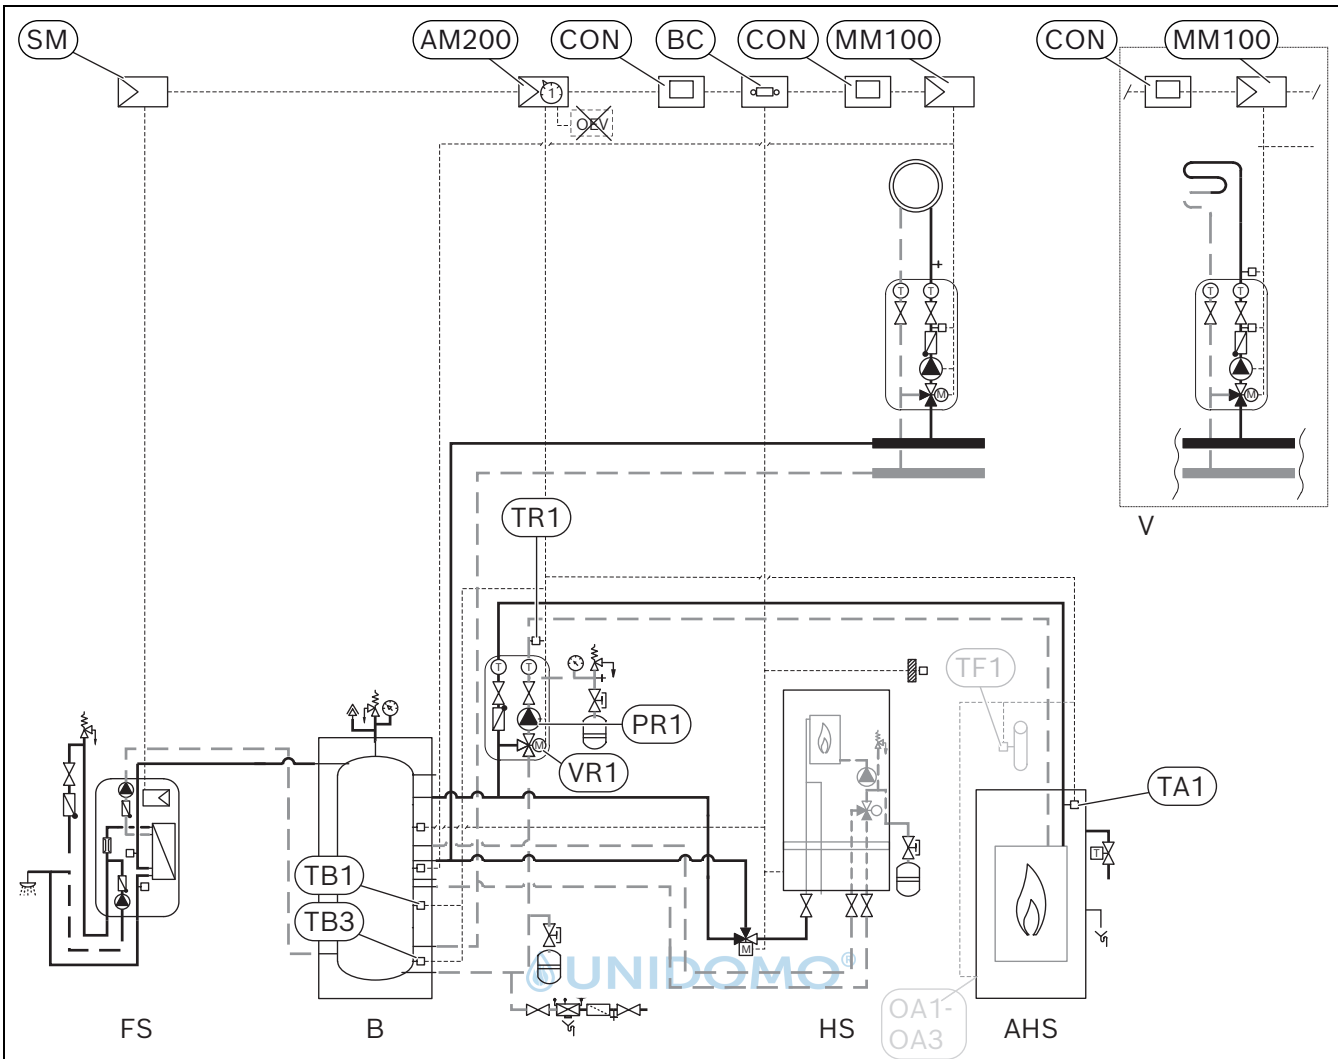 SM
AM200
CON
BC
CON
MM100
CON
MM100
1
OEV
T
T
M
T
T
M
V
TR1
T
T
PR1
M
VR1
TF1
TA1
T
TB1
TB3
M
UNIDOMO®
OA1-
OA3
FS
B
HS
AHS